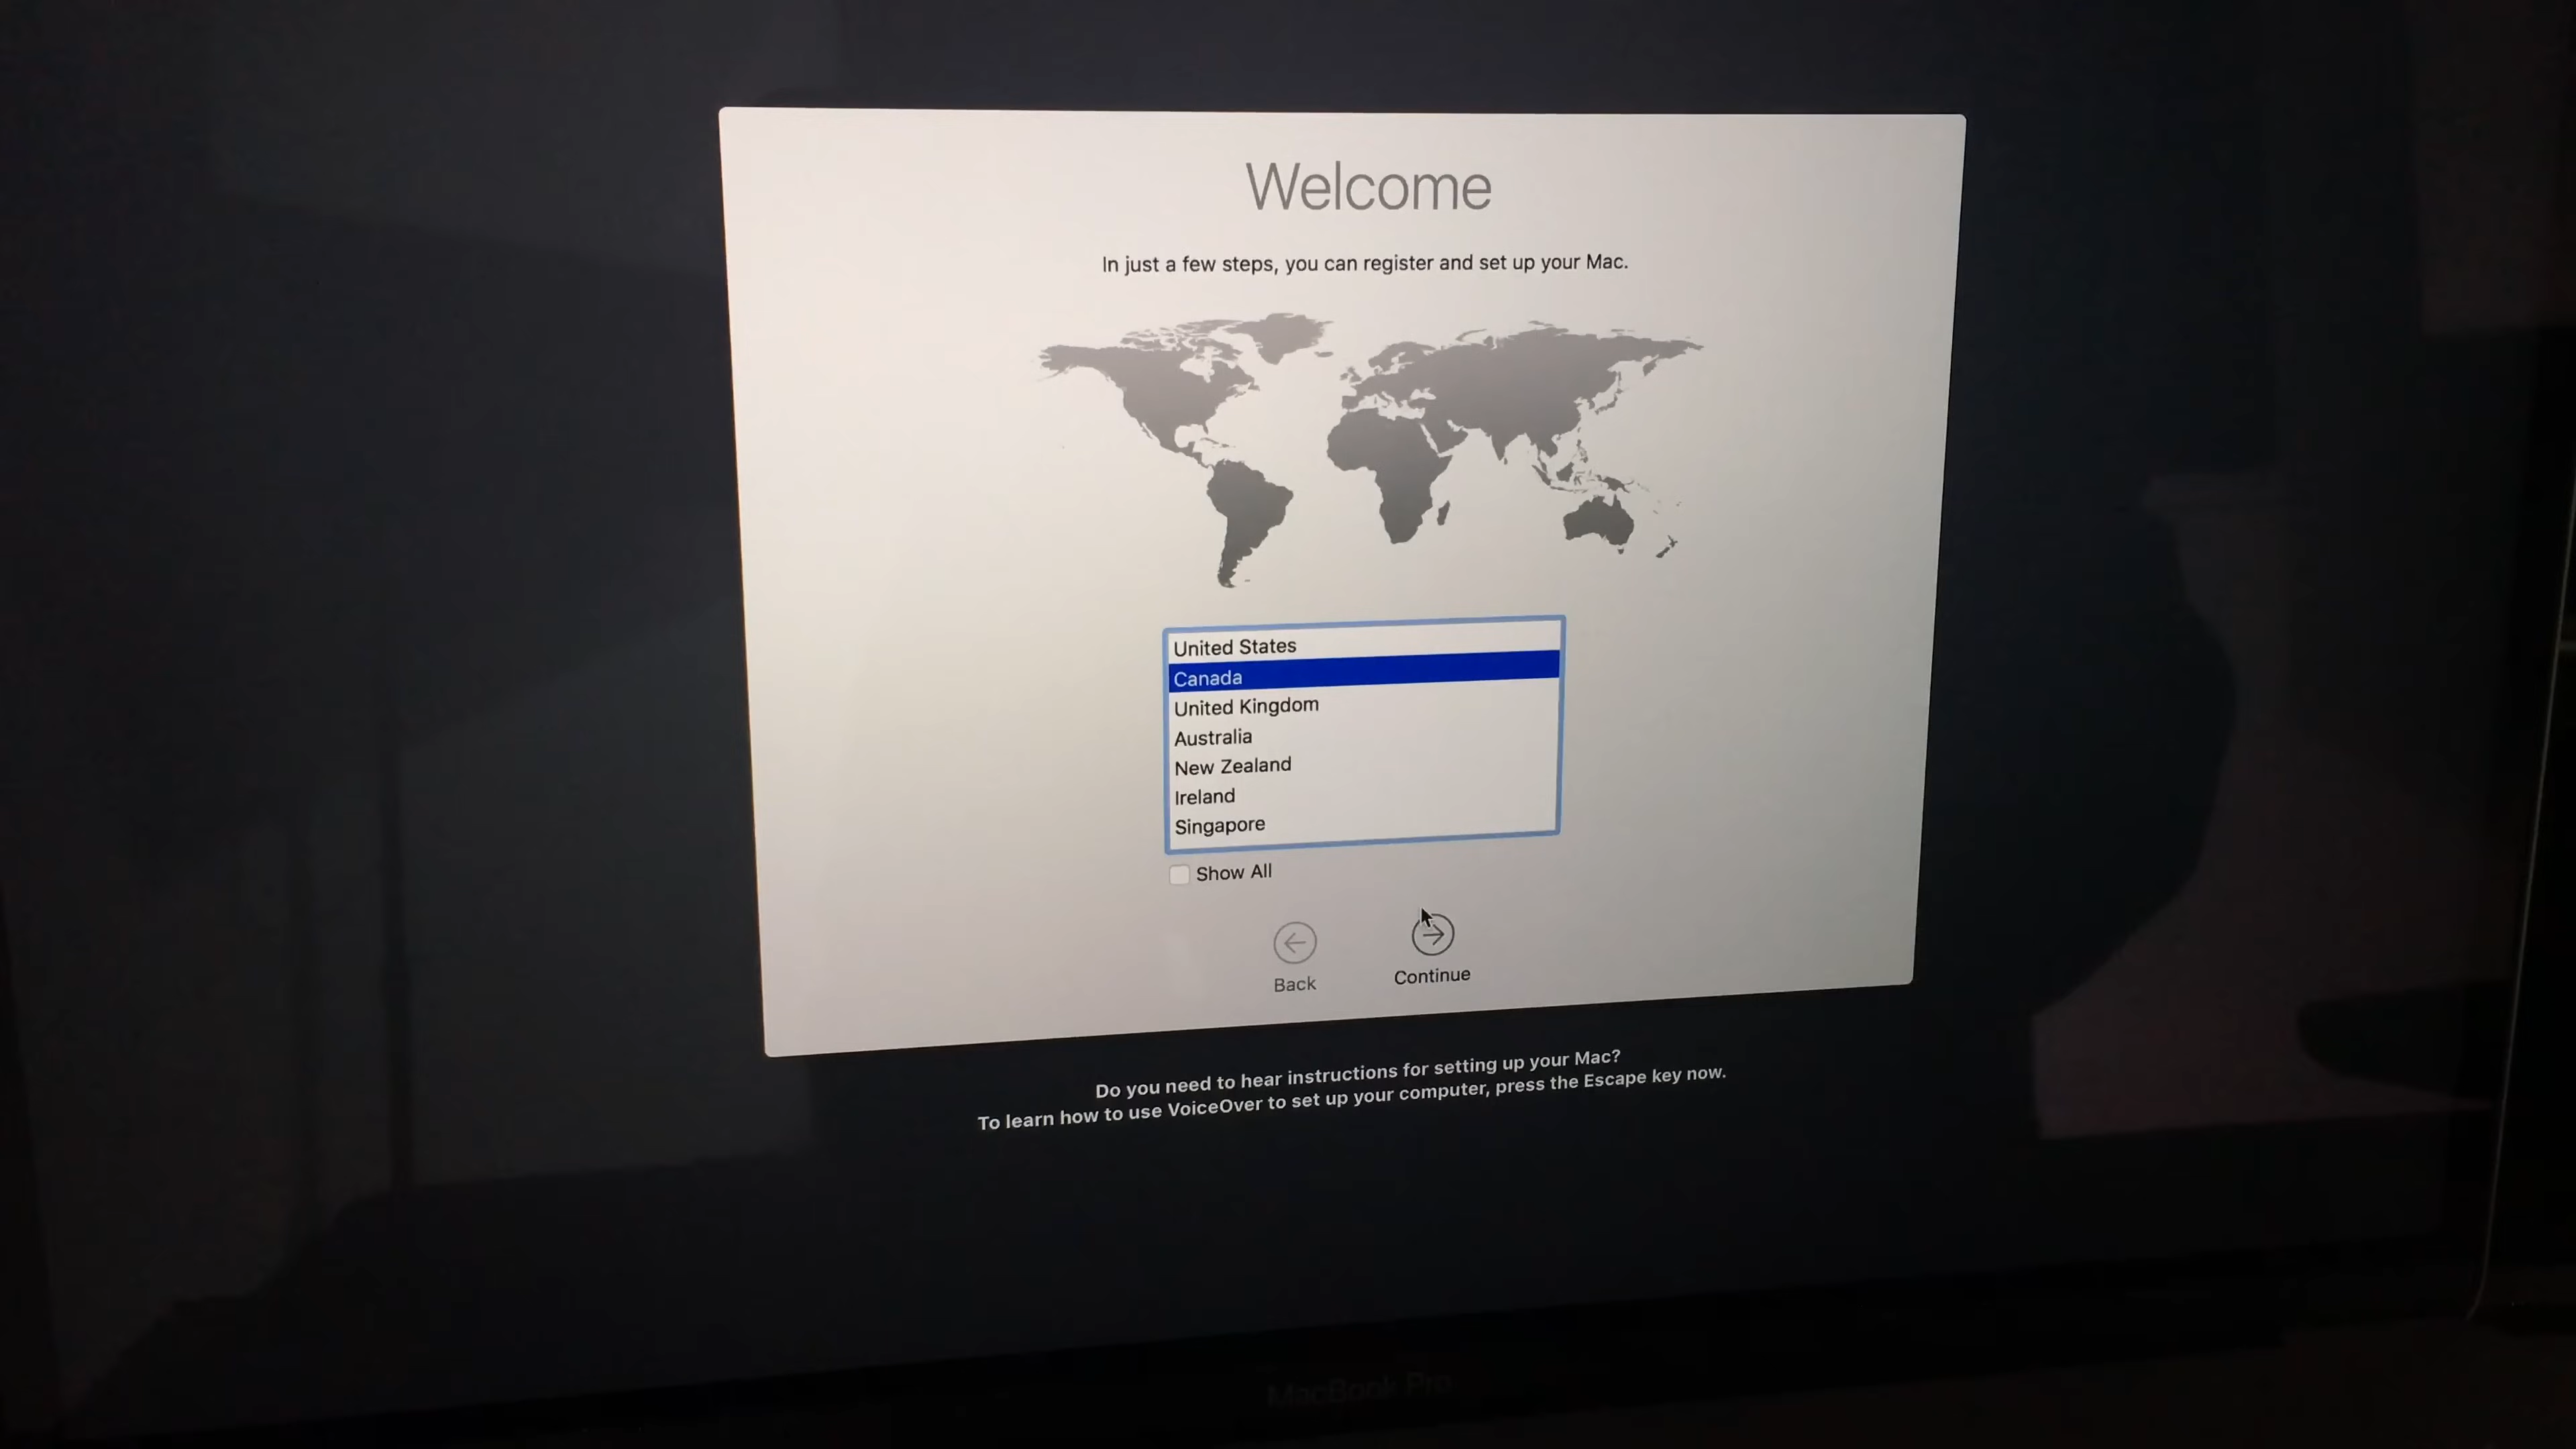 Welcome
In just a few steps, you can register and set up your Mac.
United States
Canada
United Kingdom
Australia
New Zealand
Ireland
Singapore
Show All
Back
Continue
Do you need to hear instructions for setting up your Mac?
To learn how to use VoiceOver to set up your computer, press the Escape key now.
MacBook Pro